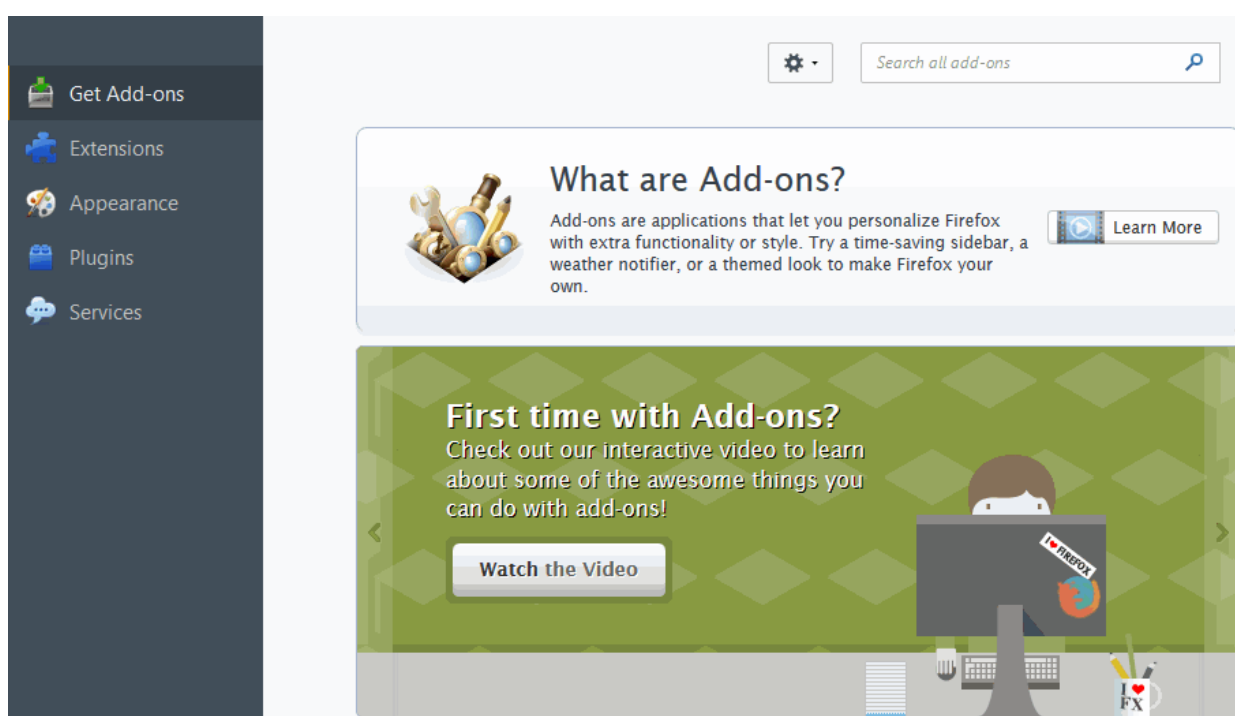 Search all add-ons
Get Add-ons
Extensions
Appearance
Plugins
Services
What are Add-ons?
Add-ons are applications that let you personalize Firefox
with extra functionality or style. Try a time-saving sidebar, a
weather notifier, or a themed look to make Firefox your
own.
Learn More
First time with Add-ons?
Check out our interactive video to learn
about some of the awesome things you
can do with add-ons!
Watch the Video
I ♥ FIREFOX
I ♥
FX